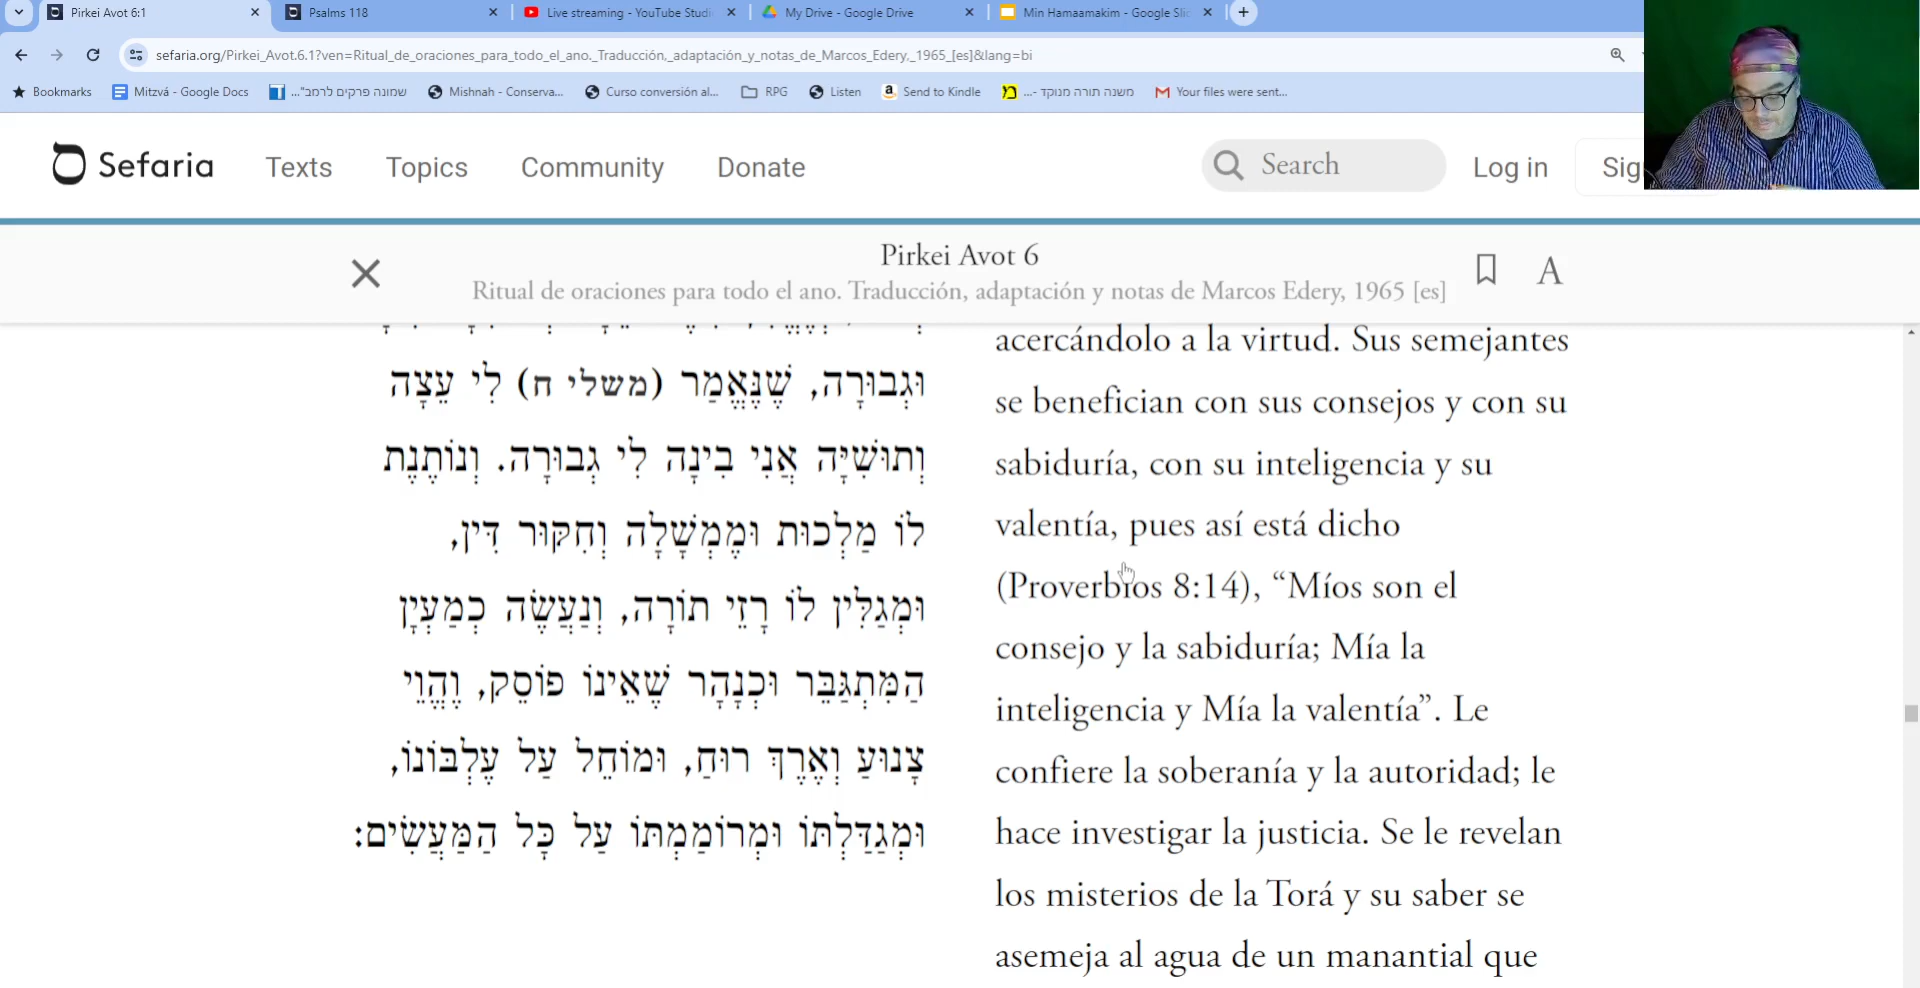 Pirkei Avot 6:1
Psalms 118
Live streaming - YouTube Studi
My Drive - Google Drive
Min Hamaamakim - Google Slid
sefaria.org/Pirkei_Avot.6.1?ven=Ritual_de_oraciones_para_todo_el_ano._Traducción,_adaptación_y_notas_de_Marcos_Edery,_1965_[es]&lang=bi
Bookmarks
Mitzvá - Google Docs
שמונה פרקים לרמב"...
Mishnah - Conserva...
Curso conversión al...
RPG
Listen
Send to Kindle
משנה תורה מנוקד -...
Your files were sent...
Sefaria
Texts
Topics
Community
Donate
Search
Log in
Sig
Pirkei Avot 6
Ritual de oraciones para todo el ano. Traducción, adaptación y notas de Marcos Edery, 1965 [es]
A
וּגְבוּרָה, שֶׁנֶּאֱמַר (משלי ח) לִי עֵצָה
וְתוּשִׁיָּה אֲנִי בִינָה לִי גְבוּרָה. וְנוֹתֶנֶת
לוֹ מַלְכוּת וּמֶמְשָׁלָה וְחִקּוּר דִּין,
וּמְגַלִּין לוֹ רָזֵי תוֹרָה, וְנַעֲשֶׂה כְמַעְיָן
הַמִּתְגַּבֵּר וּכְנָהָר שֶׁאֵינוֹ פוֹסֵק, וֶהֱוֵי
צָנוּעַ וְאֶרֶךְ רוּחַ, וּמוֹחֵל עַל עֶלְבּוֹנוֹ,
וּמְגַדַּלְתּוֹ וּמְרוֹמַמְתּוֹ עַל כָּל הַמַּעֲשִׂים:
acercándolo a la virtud. Sus semejantes
se benefician con sus consejos y con su
sabiduría, con su inteligencia y su
valentía, pues así está dicho
(Proverbios 8:14), “Míos son el
consejo y la sabiduría; Mía la
inteligencia y Mía la valentía”. Le
confiere la soberanía y la autoridad; le
hace investigar la justicia. Se le revelan
los misterios de la Torá y su saber se
asemeja al agua de un manantial que